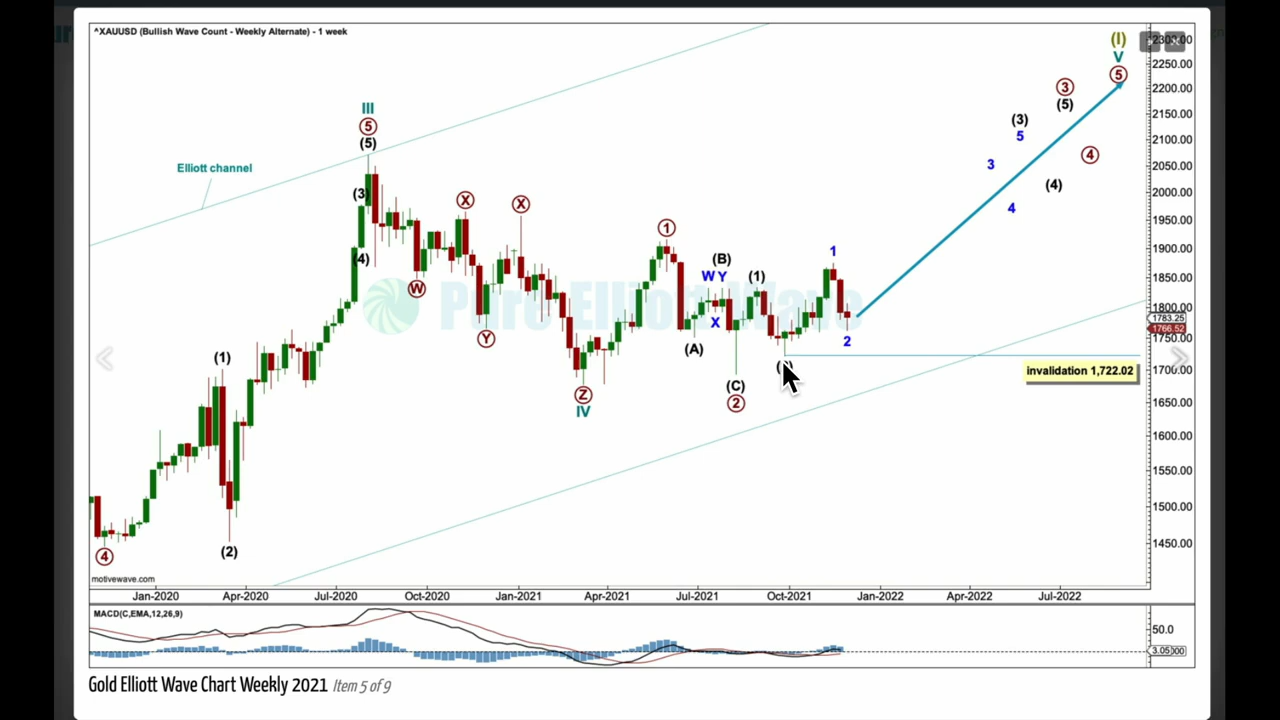 ^XAUUSD (Bullish Wave Count - Weekly Alternate) - 1 week
(I)
V
5
2300.00
2250.00
2200.00
2150.00
2100.00
2050.00
2000.00
1950.00
1900.00
1850.00
1800.00
1783.25
1766.52
1750.00
1700.00
1650.00
1600.00
1550.00
1500.00
1450.00
III
5
(5)
Elliott channel
(3)
(4)
X
X
W
Y
Z
IV
(1)
(2)
4
1
(B)
W Y
X
(A)
(C)
2
(1)
1
2
3
(5)
(3)
5
3
4
(4)
4
Pure Elliott Wave
invalidation 1,722.02
motivewave.com
Jan-2020
Apr-2020
Jul-2020
Oct-2020
Jan-2021
Apr-2021
Jul-2021
Oct-2021
Jan-2022
Apr-2022
Jul-2022
MACD(C,EMA,12,26,9)
50.0
Gold Elliott Wave Chart Weekly 2021 Item 5 of 9